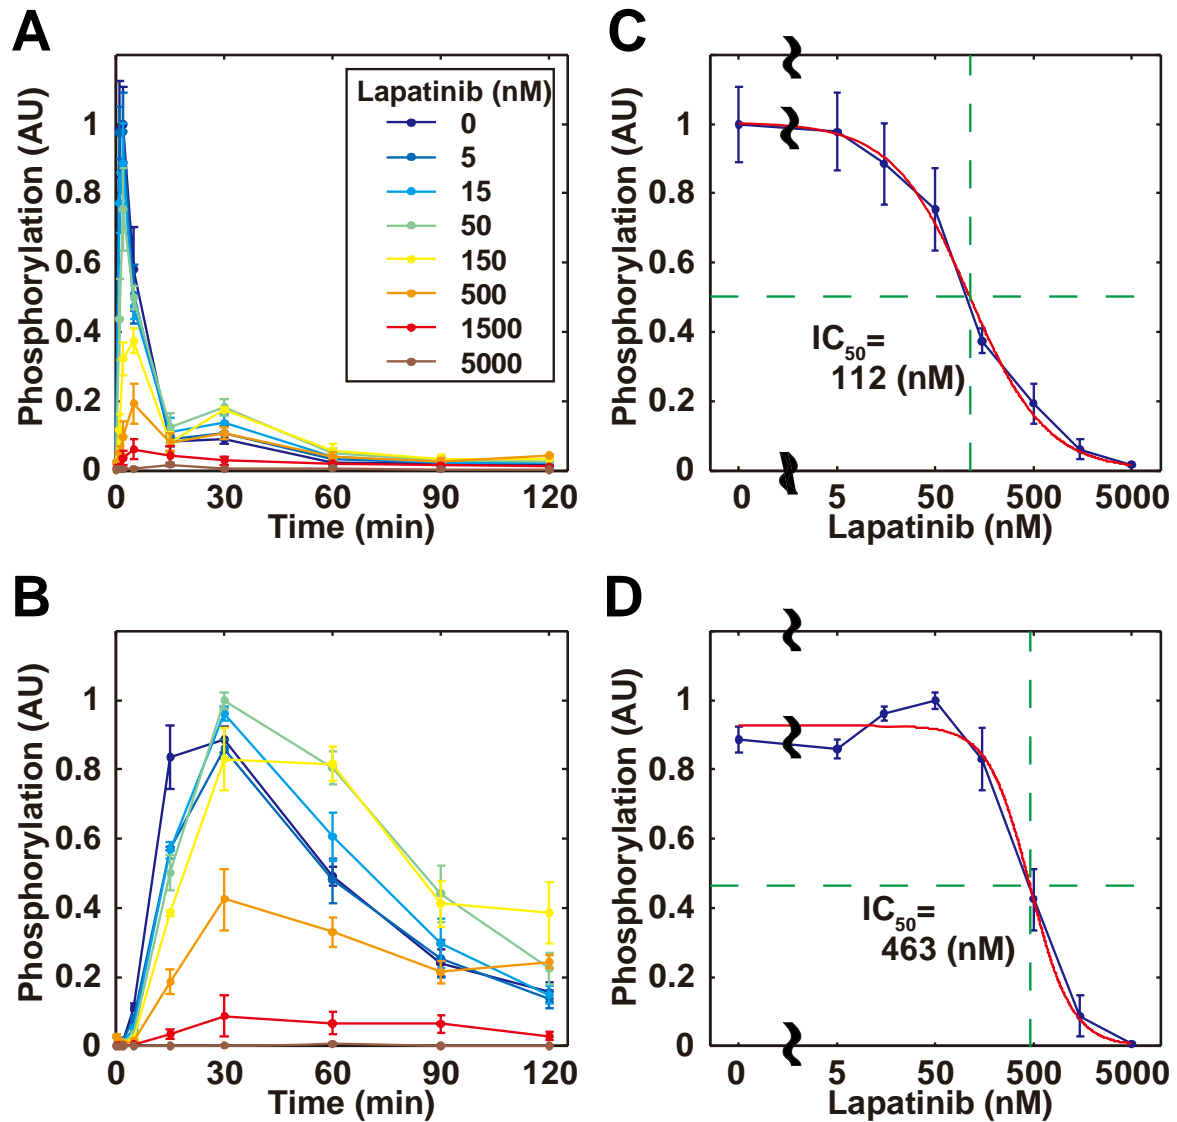 A
Phosphorylation (AU)
1
0.8
0.6
0.4
0.2
0
0 30 60 90 120
Time (min)
Lapatinib (nM)
0
5
15
50
150
500
1500
5000
C
Phosphorylation (AU)
1
0.8
0.6
0.4
0.2
0
IC50=
112 (nM)
0 5 50 500 5000
Lapatinib (nM)
B
Phosphorylation (AU)
1
0.8
0.6
0.4
0.2
0
0 30 60 90 120
Time (min)
D
Phosphorylation (AU)
1
0.8
0.6
0.4
0.2
0
IC50=
463 (nM)
0 5 50 500 5000
Lapatinib (nM)